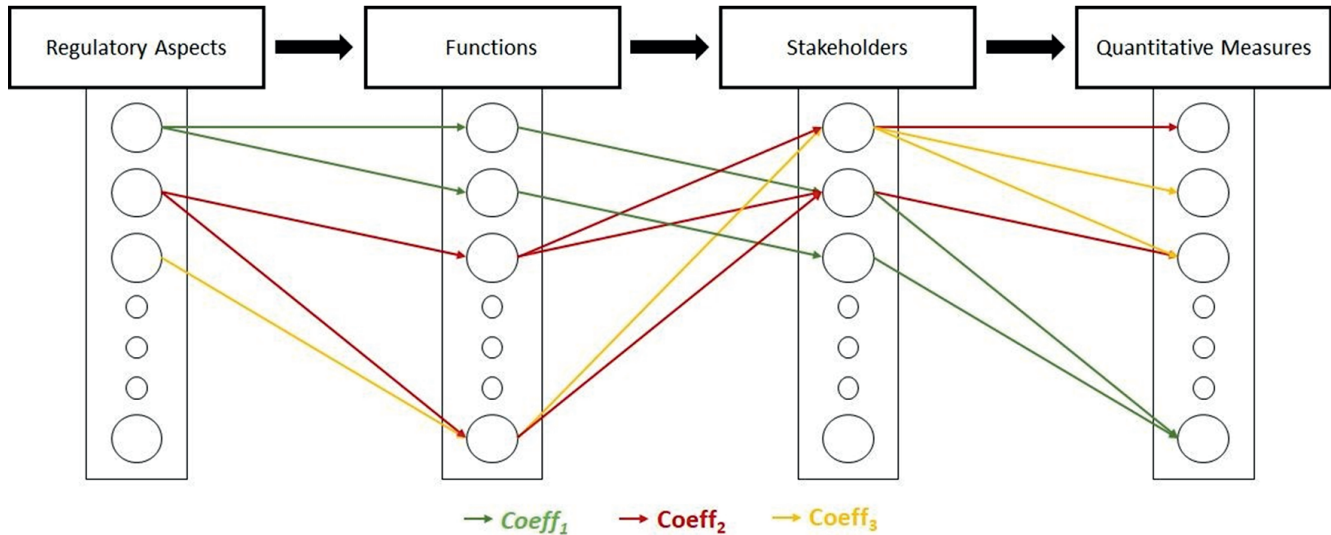 Regulatory Aspects
Functions
Stakeholders
Quantitative Measures
Coeff₁
Coeff₂
Coeff₃